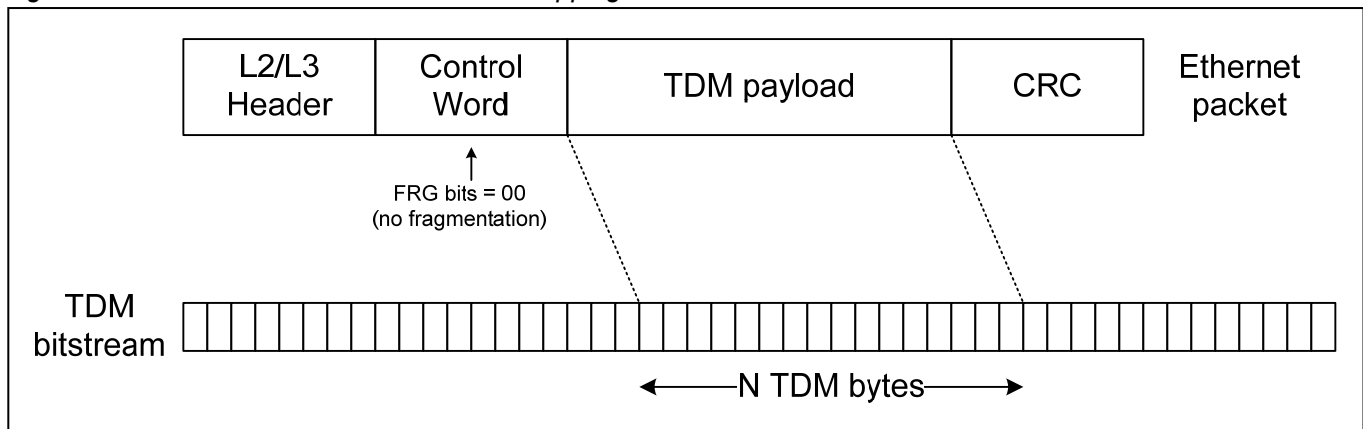 pping
L2/L3
Header
Control
Word
TDM payload
CRC
Ethernet
packet
FRG bits = 00
(no fragmentation)
TDM
bitstream
N TDM bytes